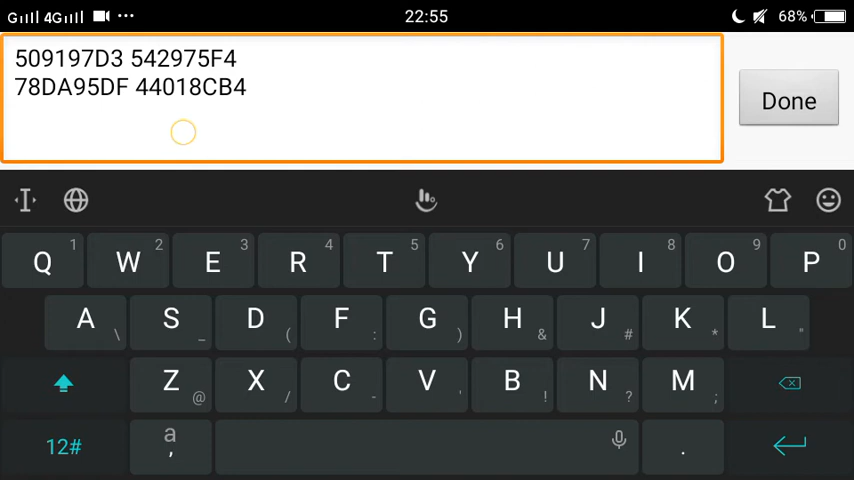 G 4G ... 22:55 68%
509197D3 542975F4
78DA95DF 44018CB4
Done
Q 1 W 2 E 3 R 4 T 5 Y 6 U 7 I 8 O 9 P 0
A \ S _ D ( F : G ) H & J # K * L "
Z @ X / C - V ' B ! N ? M ;
12# a , .